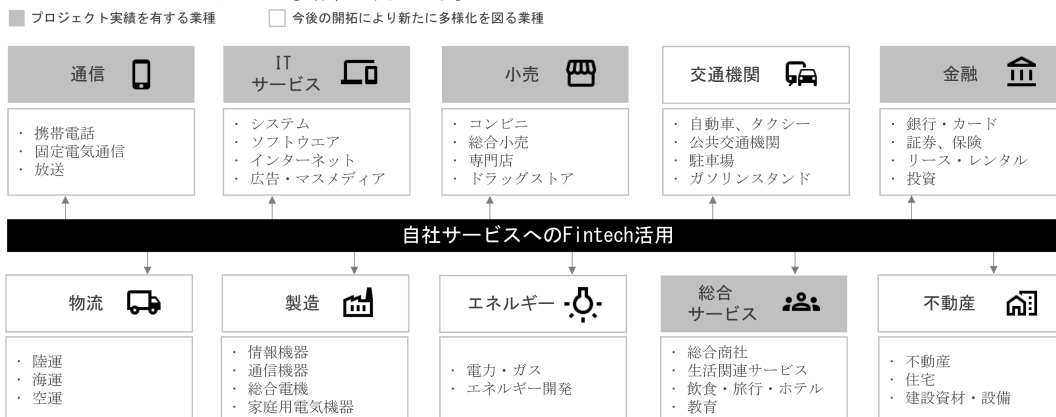 プロジェクト実績を有する業種
今後の開拓により新たに多様化を図る業種
通信
・ 携帯電話
・ 固定電気通信
・ 放送
IT
サービス
・ システム
・ ソフトウエア
・ インターネット
・ 広告・マスメディア
小売
・ コンビニ
・ 総合小売
・ 専門店
・ ドラッグストア
交通機関
・ 自動車、タクシー
・ 公共交通機関
・ 駐車場
・ ガソリンスタンド
金融
・ 銀行・カード
・ 証券、保険
・ リース・レンタル
・ 投資
自社サービスへのFintech活用
物流
・ 陸運
・ 海運
・ 空運
製造
・ 情報機器
・ 通信機器
・ 総合電機
・ 家庭用電気機器
エネルギー
・ 電力・ガス
・ エネルギー開発
総合
サービス
・ 総合商社
・ 生活関連サービス
・ 飲食・旅行・ホテル
・ 教育
不動産
・ 不動産
・ 住宅
・ 建設資材・設備